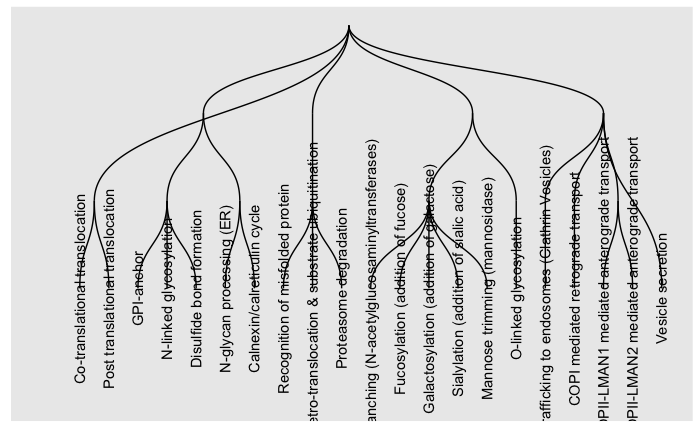 Co-translational translocation
Post translational translocation
GPI-anchor
N-linked glycosylation
Disulfide bond formation
N-glycan processing (ER)
Calnexin/calreticulin cycle
Recognition of misfolded protein
etro-translocation & substrate ubiquitination
Proteasome degradation
anching (N-acetylglucosaminyltransferases)
Fucosylation (addition of fucose)
Galactosylation (addition of galactose)
Sialylation (addition of sialic acid)
Mannose trimming (mannosidase)
O-linked glycosylation
rafficking to endosomes (Clathrin Vesicles)
COPI mediated retrograde transport
OPII-LMAN1 mediated anterograde transport
OPII-LMAN2 mediated anterograde transport
Vesicle secretion